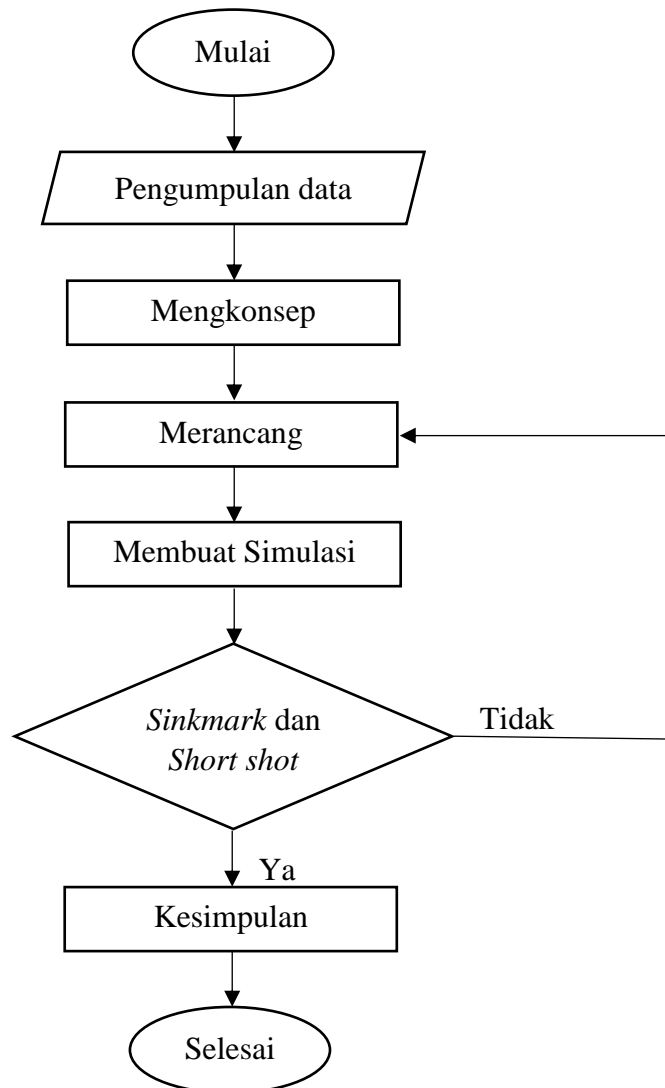 Mulai
Pengumpulan data
Mengkonsep
Merancang
Membuat Simulasi
Sinkmark dan
Short shot
Tidak
Ya
Kesimpulan
Selesai